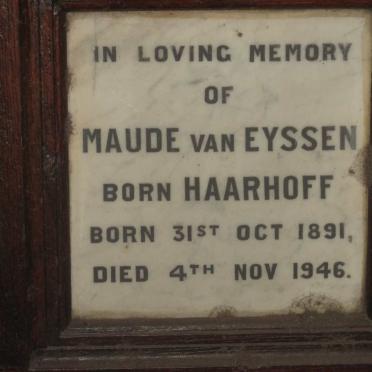 IN LOVING MEMORY
OF
MAUDE VAN EYSSEN
BORN HAARHOFF
BORN 31ST OCT 1891,
DIED 4TH NOV 1946.